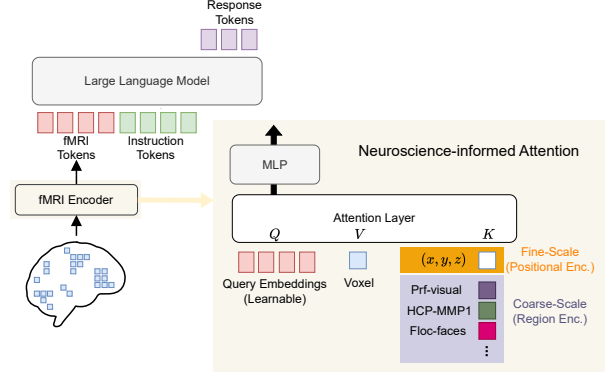 Response
Tokens
Large Language Model
fMRI
Tokens
Instruction
Tokens
fMRI Encoder
Neuroscience-informed Attention
MLP
Attention Layer
Q V K
Query Embeddings
(Learnable)
Voxel
(x, y, z)
Fine-Scale
(Positional Enc.)
Prf-visual
HCP-MMP1
Floc-faces
⋮
Coarse-Scale
(Region Enc.)